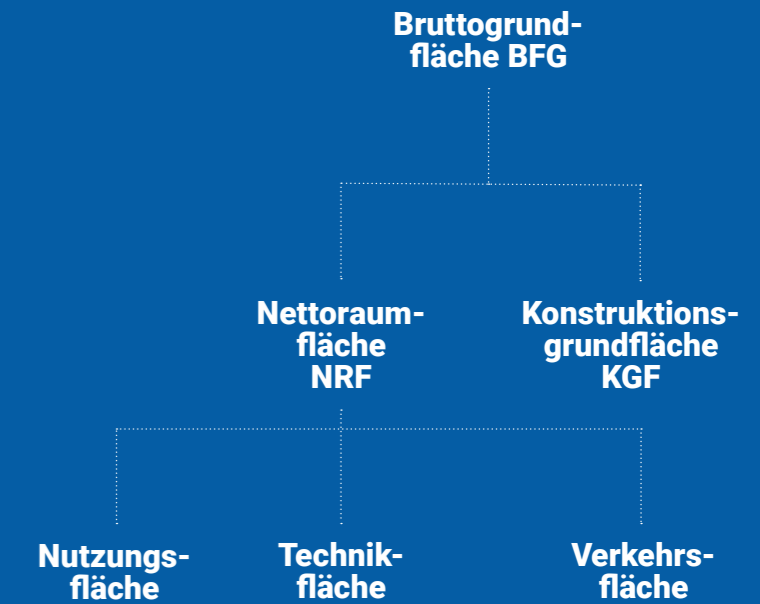 Bruttogrund-
fläche BFG
Nettoraum-
fläche
NRF
Konstruktions-
grundfläche
KGF
Nutzungs-
fläche
Technik-
fläche
Verkehrs-
fläche